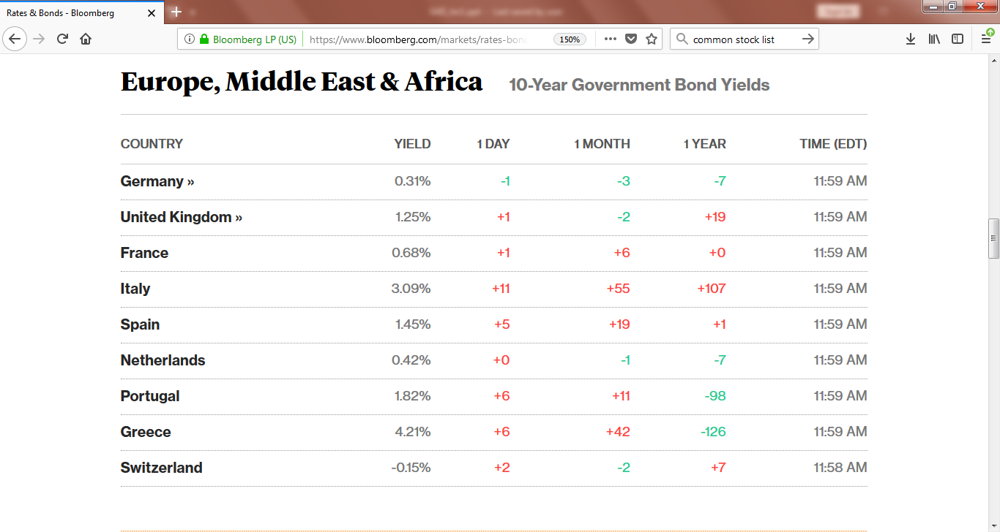 Rates & Bonds - Bloomberg
Bloomberg LP (US) https://www.bloomberg.com/markets/rates-bon 150% common stock list
Europe, Middle East & Africa 10-Year Government Bond Yields
COUNTRY YIELD 1 DAY 1 MONTH 1 YEAR TIME (EDT)
Germany » 0.31% -1 -3 -7 11:59 AM
United Kingdom » 1.25% +1 -2 +19 11:59 AM
France 0.68% +1 +6 +0 11:59 AM
Italy 3.09% +11 +55 +107 11:59 AM
Spain 1.45% +5 +19 +1 11:59 AM
Netherlands 0.42% +0 -1 -7 11:59 AM
Portugal 1.82% +6 +11 -98 11:59 AM
Greece 4.21% +6 +42 -126 11:59 AM
Switzerland -0.15% +2 -2 +7 11:58 AM